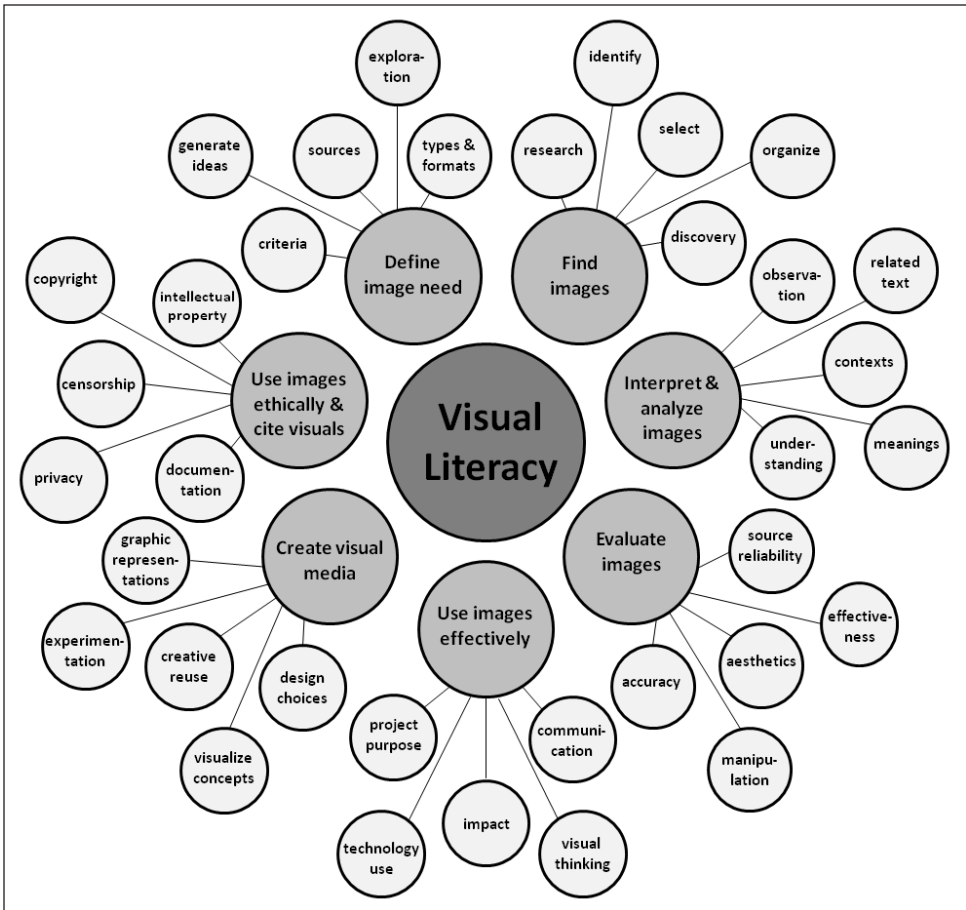 Visual
Literacy
Define
image need
criteria
generate
ideas
sources
explora-
tion
types &
formats
Find
images
research
identify
select
organize
discovery
Interpret &
analyze
images
observa-
tion
related
text
contexts
meanings
under-
standing
Evaluate
images
source
reliability
effective-
ness
aesthetics
manipu-
lation
accuracy
Use images
effectively
communi-
cation
visual
thinking
impact
technology
use
project
purpose
Create visual
media
design
choices
visualize
concepts
creative
reuse
experimen-
tation
graphic
represen-
tations
Use images
ethically &
cite visuals
documen-
tation
privacy
censorship
copyright
intellectual
property